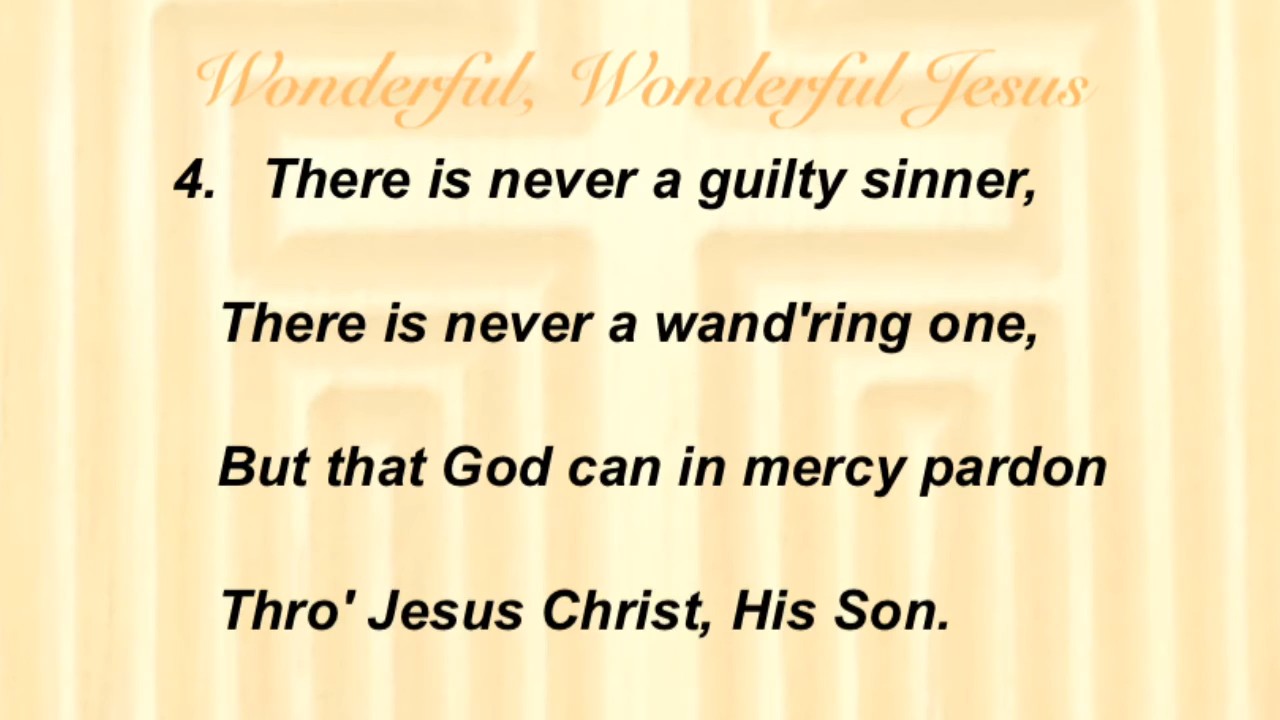 Wonderful, Wonderful Jesus
4. There is never a guilty sinner,
There is never a wand'ring one,
But that God can in mercy pardon
Thro' Jesus Christ, His Son.